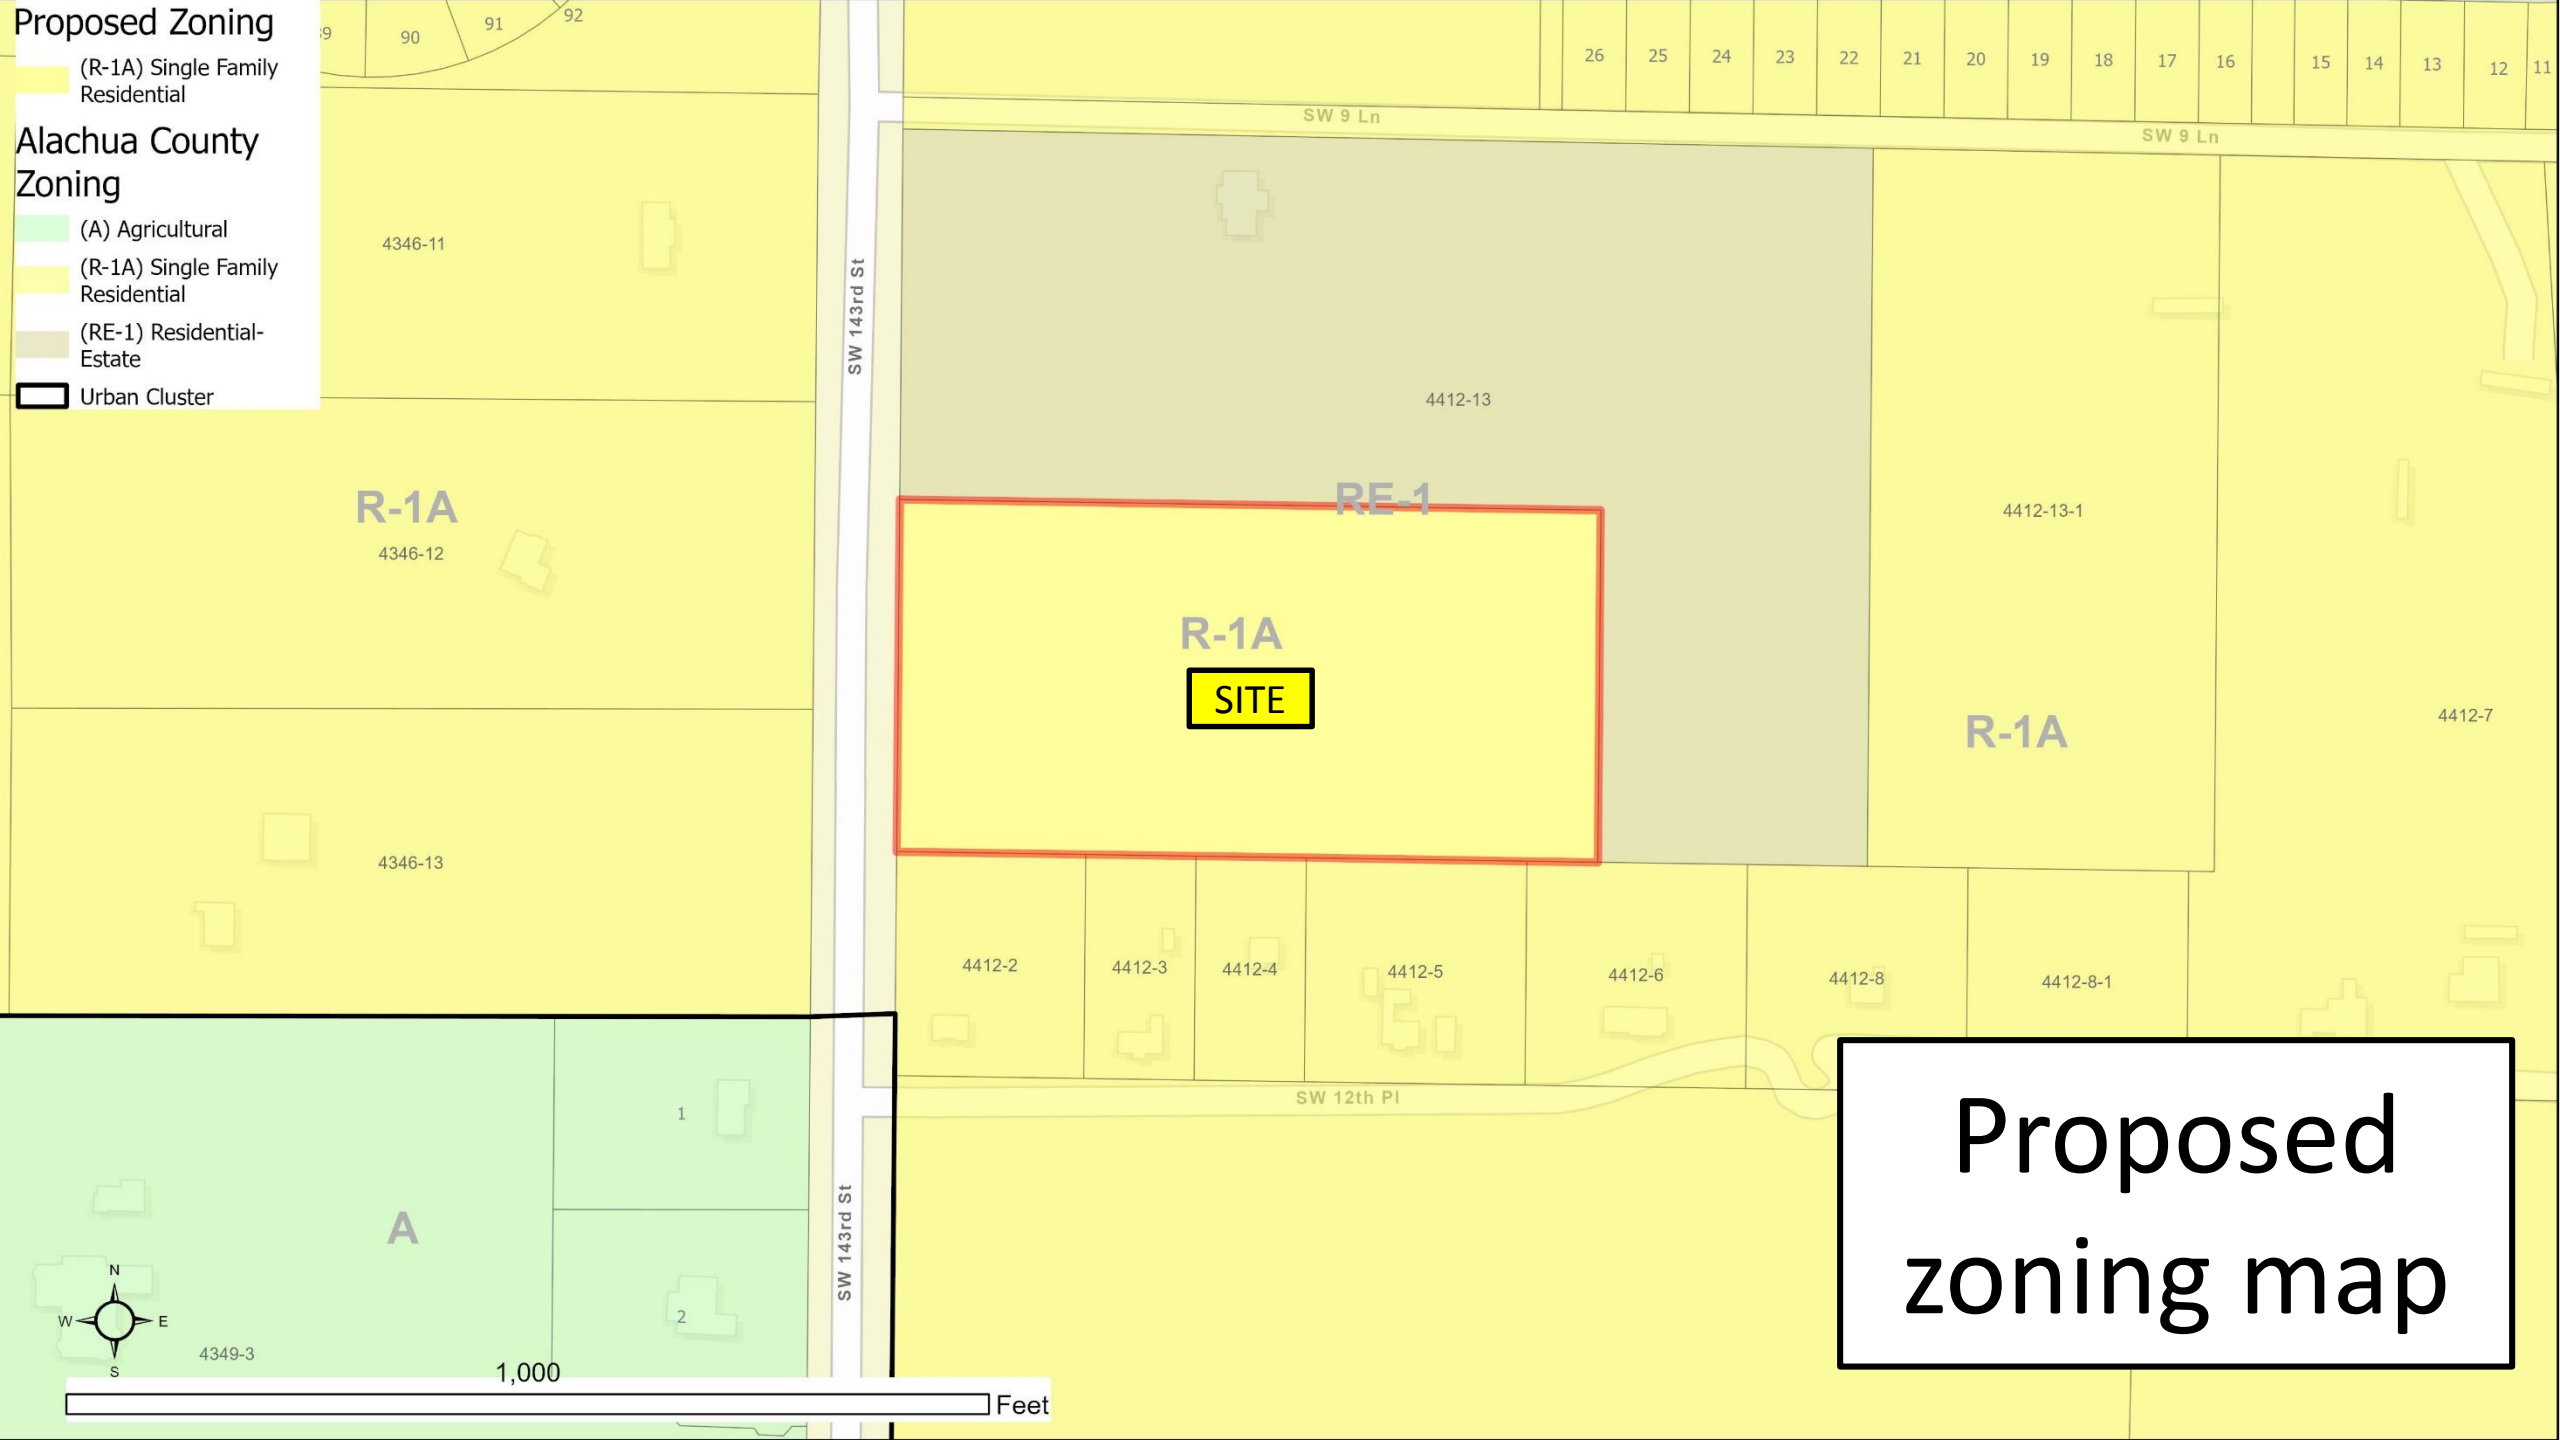 Proposed Zoning
(R-1A) Single Family
Residential
Alachua County
Zoning
(A) Agricultural
(R-1A) Single Family
Residential
(RE-1) Residential-
Estate
Urban Cluster
90
91
92
26
25
24
23
22
21
20
19
18
17
16
15
14
13
12
11
SW 9 Ln
SW 9 Ln
4346-11
SW 143rd St
4412-13
RE-1
R-1A
4346-12
4412-13-1
R-1A
SITE
R-1A
4412-7
4346-13
4412-2
4412-3
4412-4
4412-5
4412-6
4412-8
4412-8-1
SW 12th Pl
1
A
SW 143rd St
2
N
W
E
S
4349-3
1,000
Feet
Proposed
zoning map